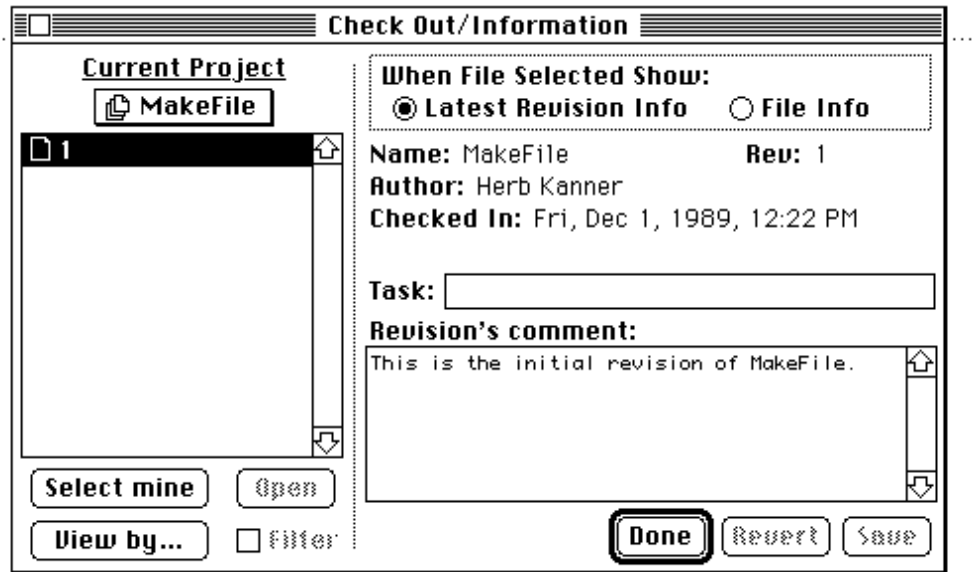 Check Out/Information
Current Project
MakeFile
1
Select mine
Open
View by...
Filter
When File Selected Show:
Latest Revision Info File Info
Name: MakeFile Rev: 1
Author: Herb Kanner
Checked In: Fri, Dec 1, 1989, 12:22 PM
Task:
Revision's comment:
This is the initial revision of MakeFile.
Done Revert Save